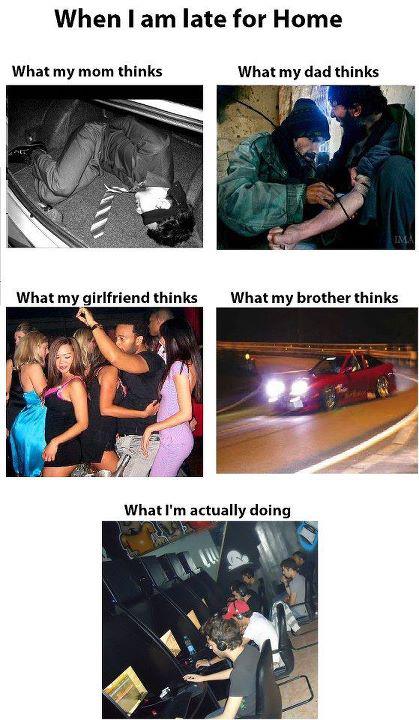 When I am late for Home
What my mom thinks
What my dad thinks
What my girlfriend thinks
What my brother thinks
What I'm actually doing